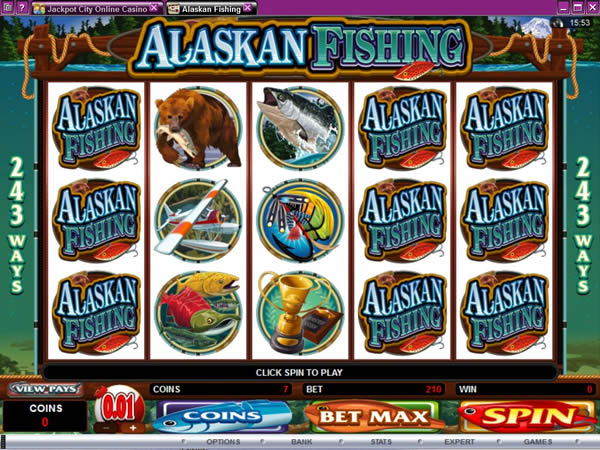 ? Jackpot City Online Casino X Alaskan Fishing X
15:53
ALASKAN FISHING
ALASKAN FISHING ALASKAN FISHING ALASKAN FISHING
ALASKAN FISHING ALASKAN FISHING ALASKAN FISHING
ALASKAN FISHING ALASKAN FISHING ALASKAN FISHING
243 WAYS
243 WAYS
CLICK SPIN TO PLAY
VIEW PAYS
COINS 7 BET 210 WIN 0
COINS
0
0.01
- +
COINS BET MAX SPIN
OPTIONS BANK STATS EXPERT GAMES